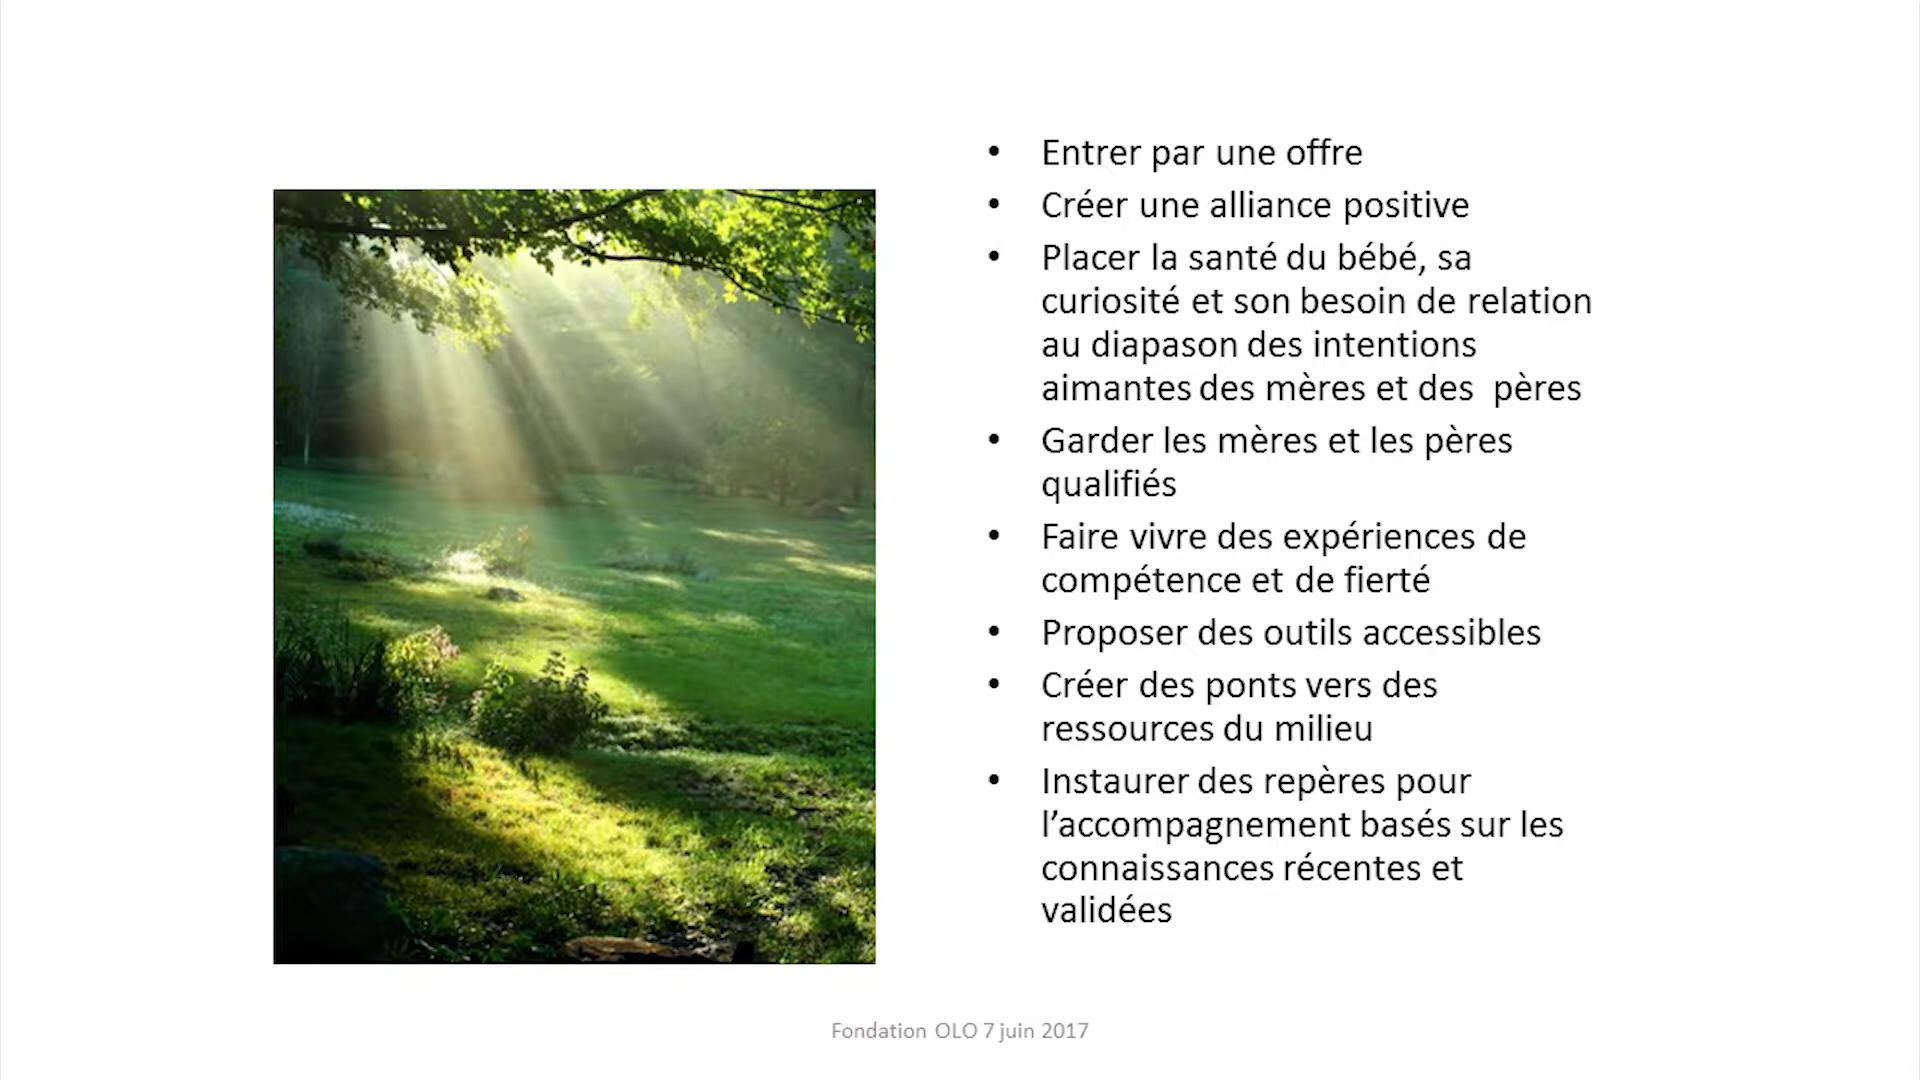 • Entrer par une offre
• Créer une alliance positive
• Placer la santé du bébé, sa
curiosité et son besoin de relation
au diapason des intentions
aimantes des mères et des  pères
• Garder les mères et les pères
qualifiés
• Faire vivre des expériences de
compétence et de fierté
• Proposer des outils accessibles
• Créer des ponts vers des
ressources du milieu
• Instaurer des repères pour
l’accompagnement basés sur les
connaissances récentes et
validées
Fondation OLO 7 juin 2017